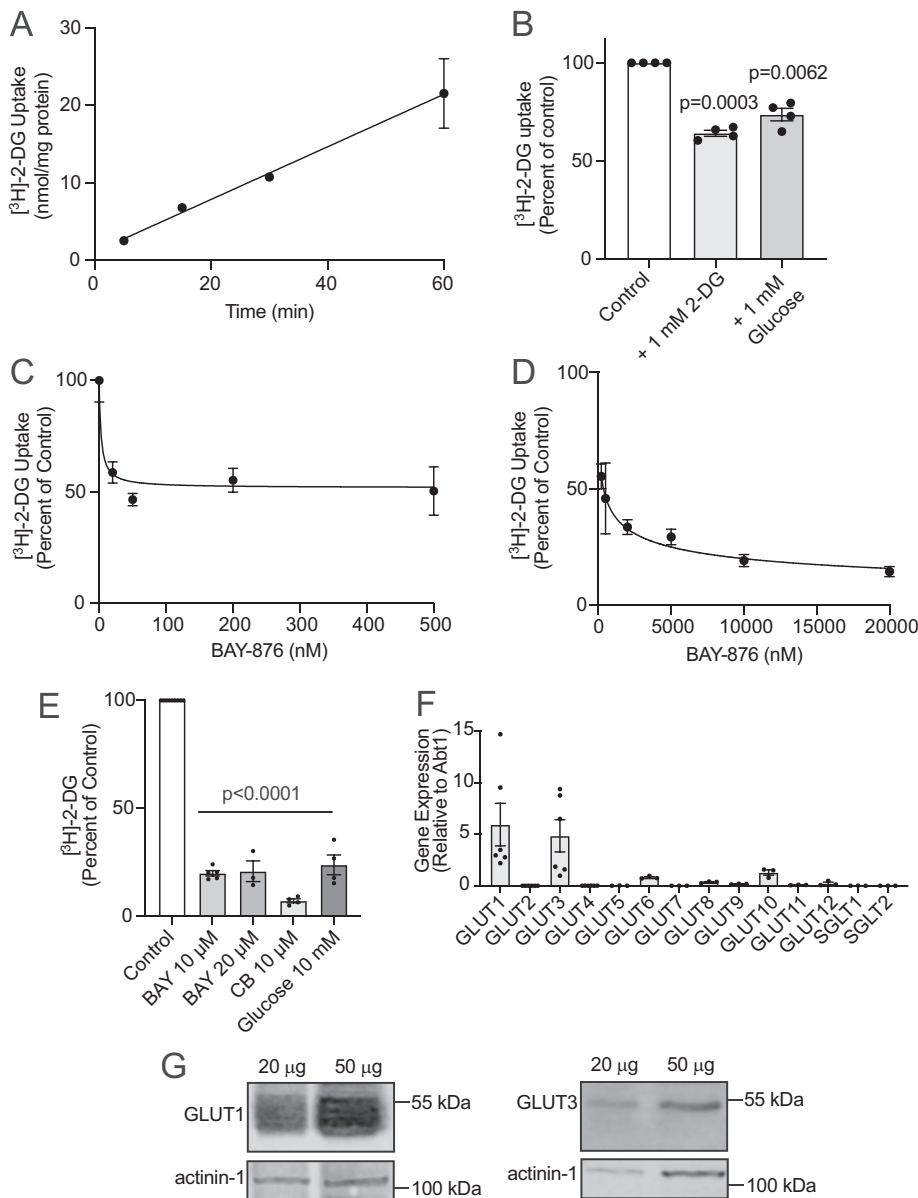 A
[³H]-2-DG Uptake
(nmol/mg protein)
30
20
10
0
0
20
40
60
Time (min)
B
[³H]-2-DG uptake
(Percent of control)
100
50
0
p=0.0003
p=0.0062
Control
+ 1 mM 2-DG
+ 1 mM
Glucose
C
[³H]-2-DG Uptake
(Percent of Control)
100
50
0
0
100
200
300
400
500
BAY-876 (nM)
D
[³H]-2-DG Uptake
(Percent of Control)
100
50
0
0
5000
10000
15000
20000
BAY-876 (nM)
E
[³H]-2-DG
(Percent of Control)
100
50
0
p<0.0001
Control
BAY 10 μM
BAY 20 μM
CB 10 μM
Glucose 10 mM
F
Gene Expression
(Relative to Abt1)
15
10
5
0
GLUT1
GLUT2
GLUT3
GLUT4
GLUT5
GLUT6
GLUT7
GLUT8
GLUT9
GLUT10
GLUT11
GLUT12
SGLT1
SGLT2
G
20 μg
50 μg
GLUT1
55 kDa
actinin-1
100 kDa
20 μg
50 μg
GLUT3
55 kDa
actinin-1
100 kDa